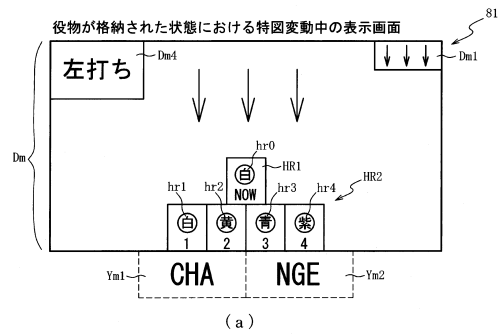 役物が格納された状態における特図変動中の表示画面
81
左打ち
Dm4
Dm1
Dm
hr0
白
HR1
NOW
hr1 hr2 hr3 hr4 HR2
白 黄 青 紫
1 2 3 4
Ym1 CHA NGE Ym2
(a)